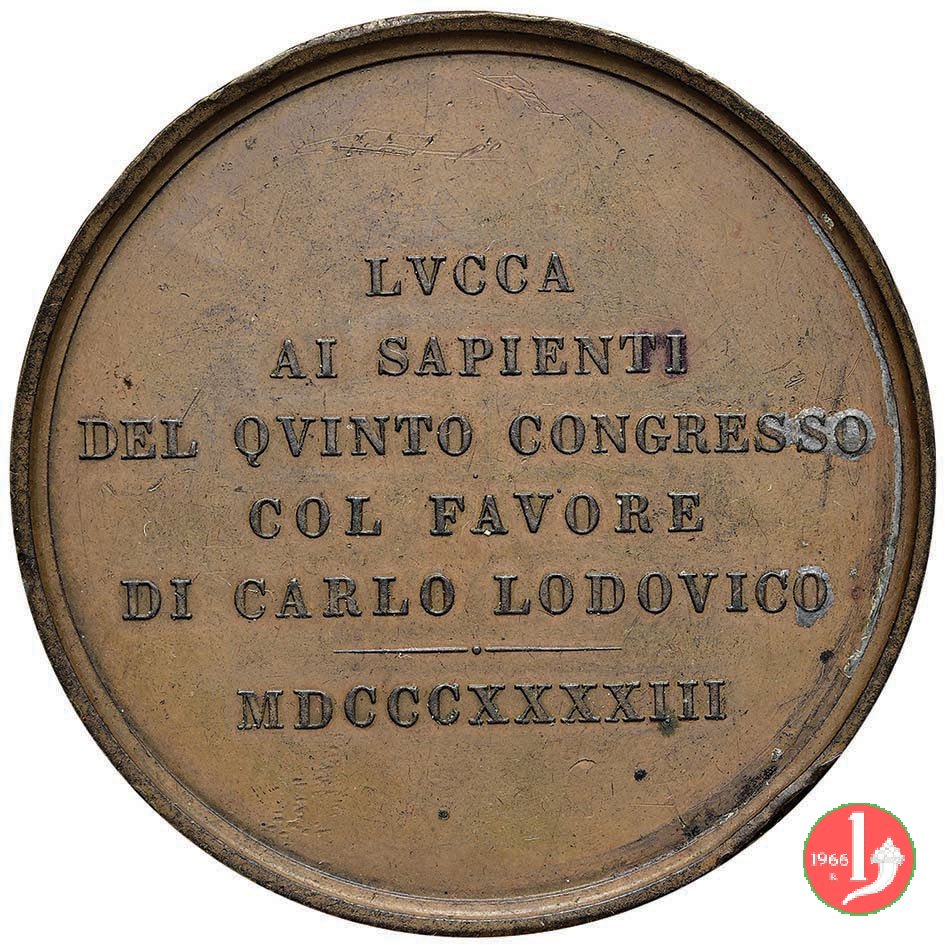 LVCCA
AI SAPIENTI
DEL QVINTO CONGRESSO
COL FAVORE
DI CARLO LODOVICO
MDCCCXXXXIII
1966
R.